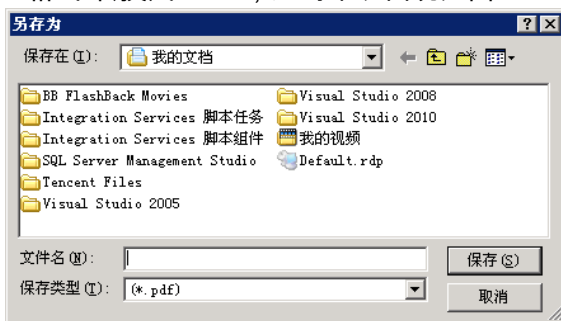 另存为
保存在(I):
我的文档
BB FlashBack Movies
Integration Services 脚本任务
Integration Services 脚本组件
SQL Server Management Studio
Tencent Files
Visual Studio 2005
Visual Studio 2008
Visual Studio 2010
我的视频
Default.rdp
文件名(N):
保存(S)
保存类型(T):
(*.pdf)
取消